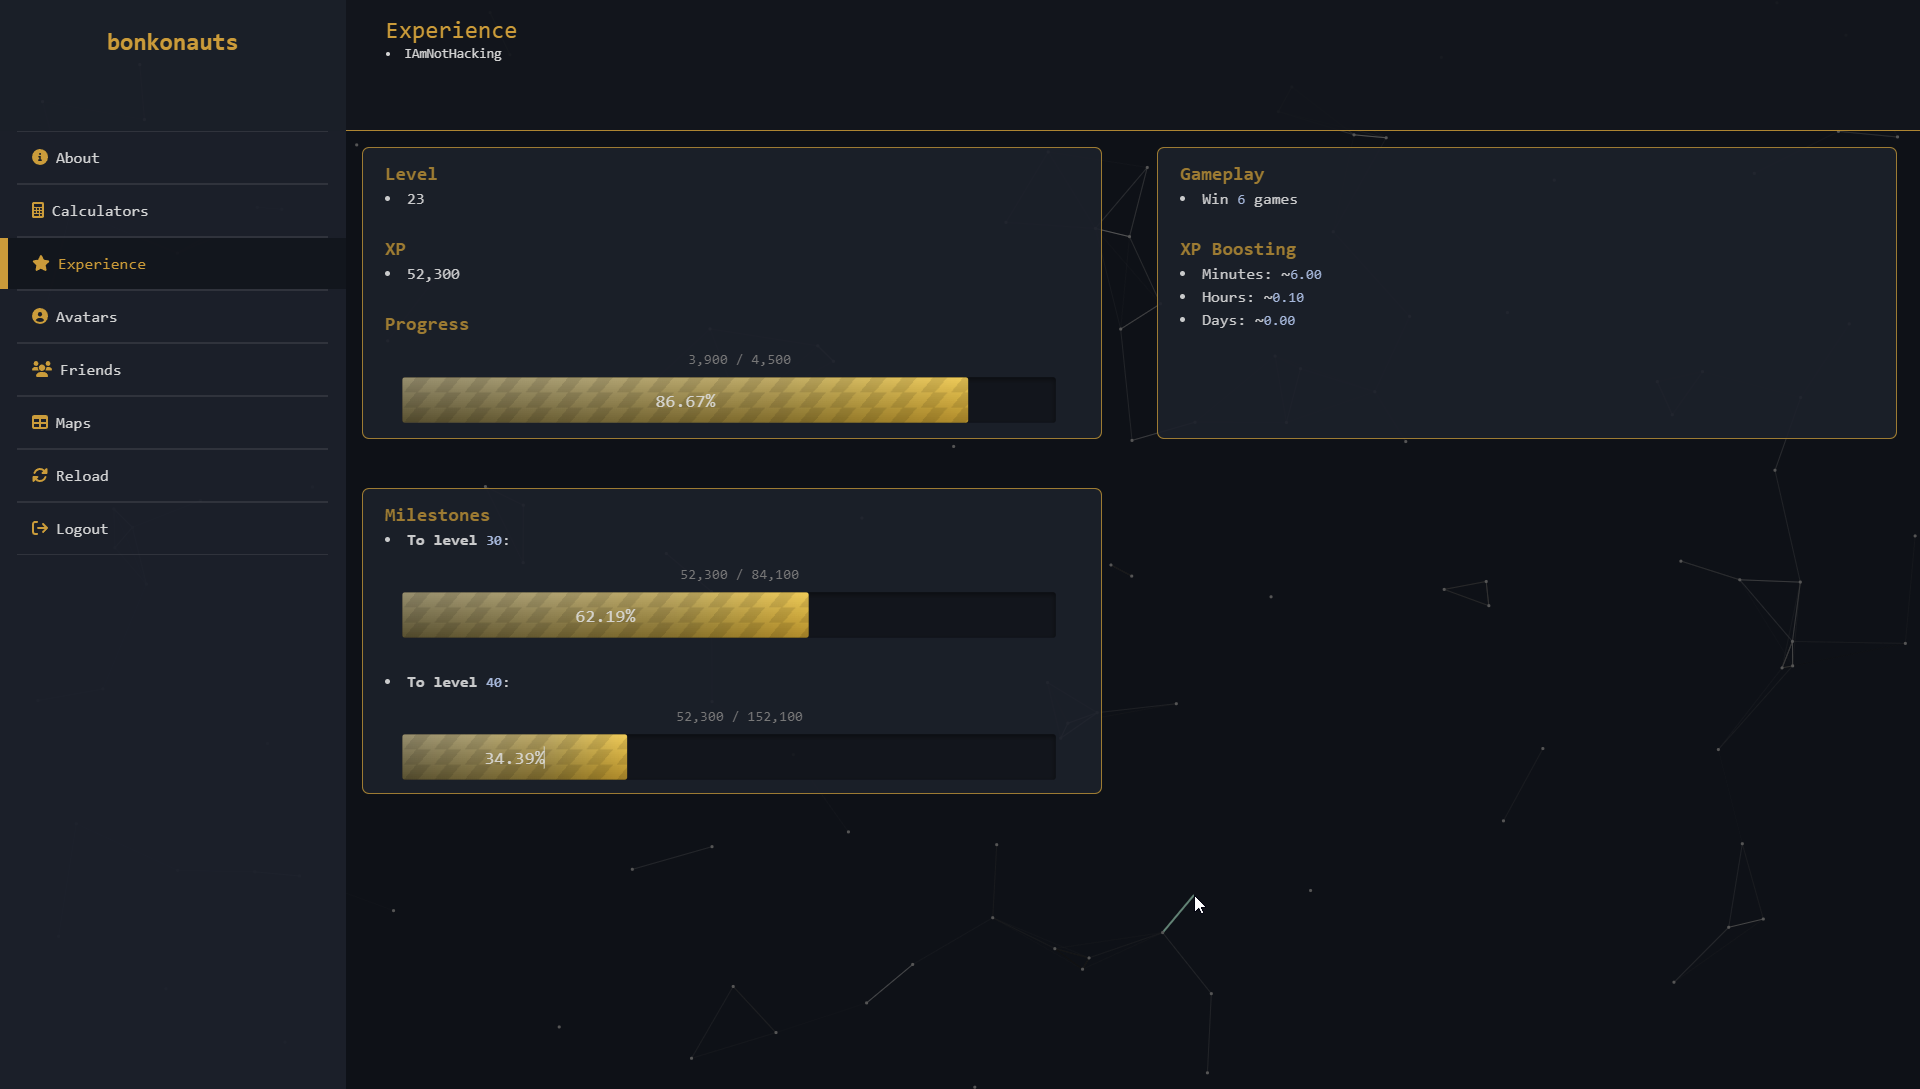 bonkonauts
About
Calculators
Experience
Avatars
Friends
Maps
Reload
Logout
Experience
• IAmNotHacking
Level
• 23
XP
• 52,300
Progress
3,900 / 4,500
86.67%
Gameplay
• Win 6 games
XP Boosting
• Minutes: ~6.00
• Hours: ~0.10
• Days: ~0.00
Milestones
• To level 30:
52,300 / 84,100
62.19%
• To level 40:
52,300 / 152,100
34.39%